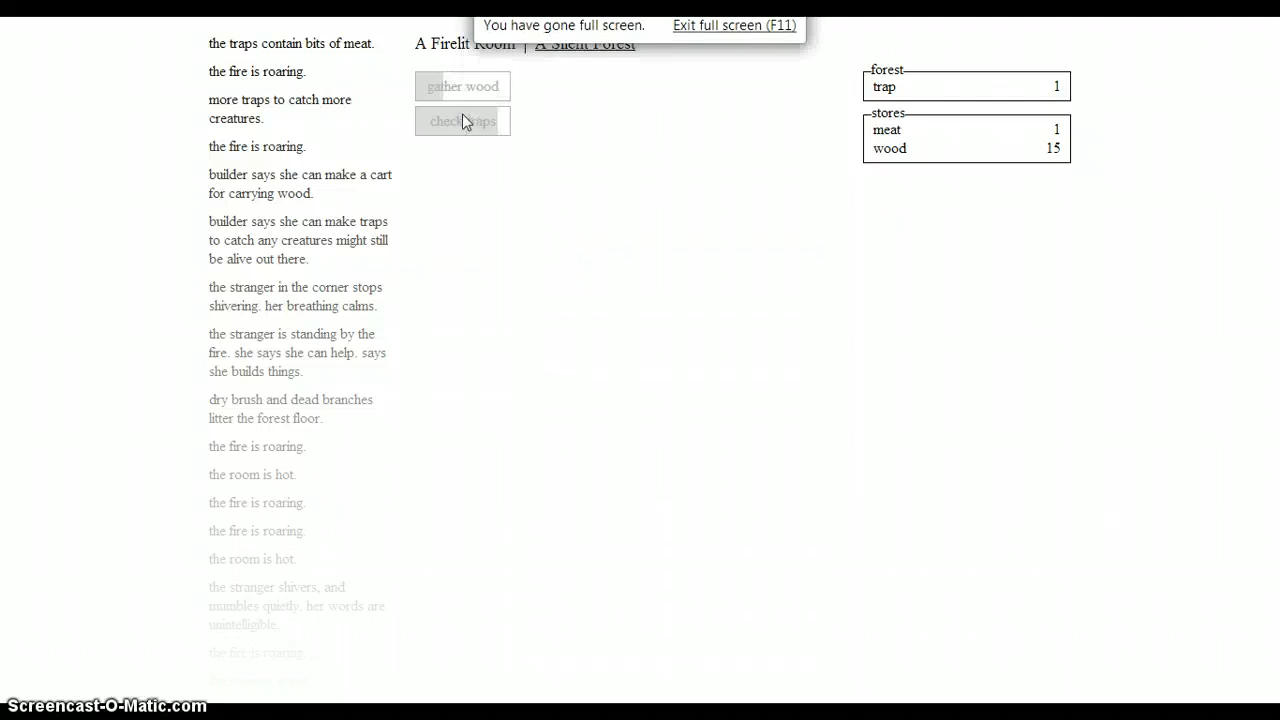 You have gone full screen. Exit full screen (F11)
A Firelit Room | A Silent Forest
the traps contain bits of meat.
the fire is roaring.
more traps to catch more
creatures.
the fire is roaring.
builder says she can make a cart
for carrying wood.
builder says she can make traps
to catch any creatures might still
be alive out there.
the stranger in the corner stops
shivering. her breathing calms.
the stranger is standing by the
fire. she says she can help. says
she builds things.
dry brush and dead branches
litter the forest floor.
the fire is roaring.
the room is hot.
the fire is roaring.
the fire is roaring.
the room is hot.
the stranger shivers, and
mumbles quietly. her words are
unintelligible.
the fire is roaring.
gather wood
check traps
forest
trap 1
stores
meat 1
wood 15
Screencast-O-Matic.com